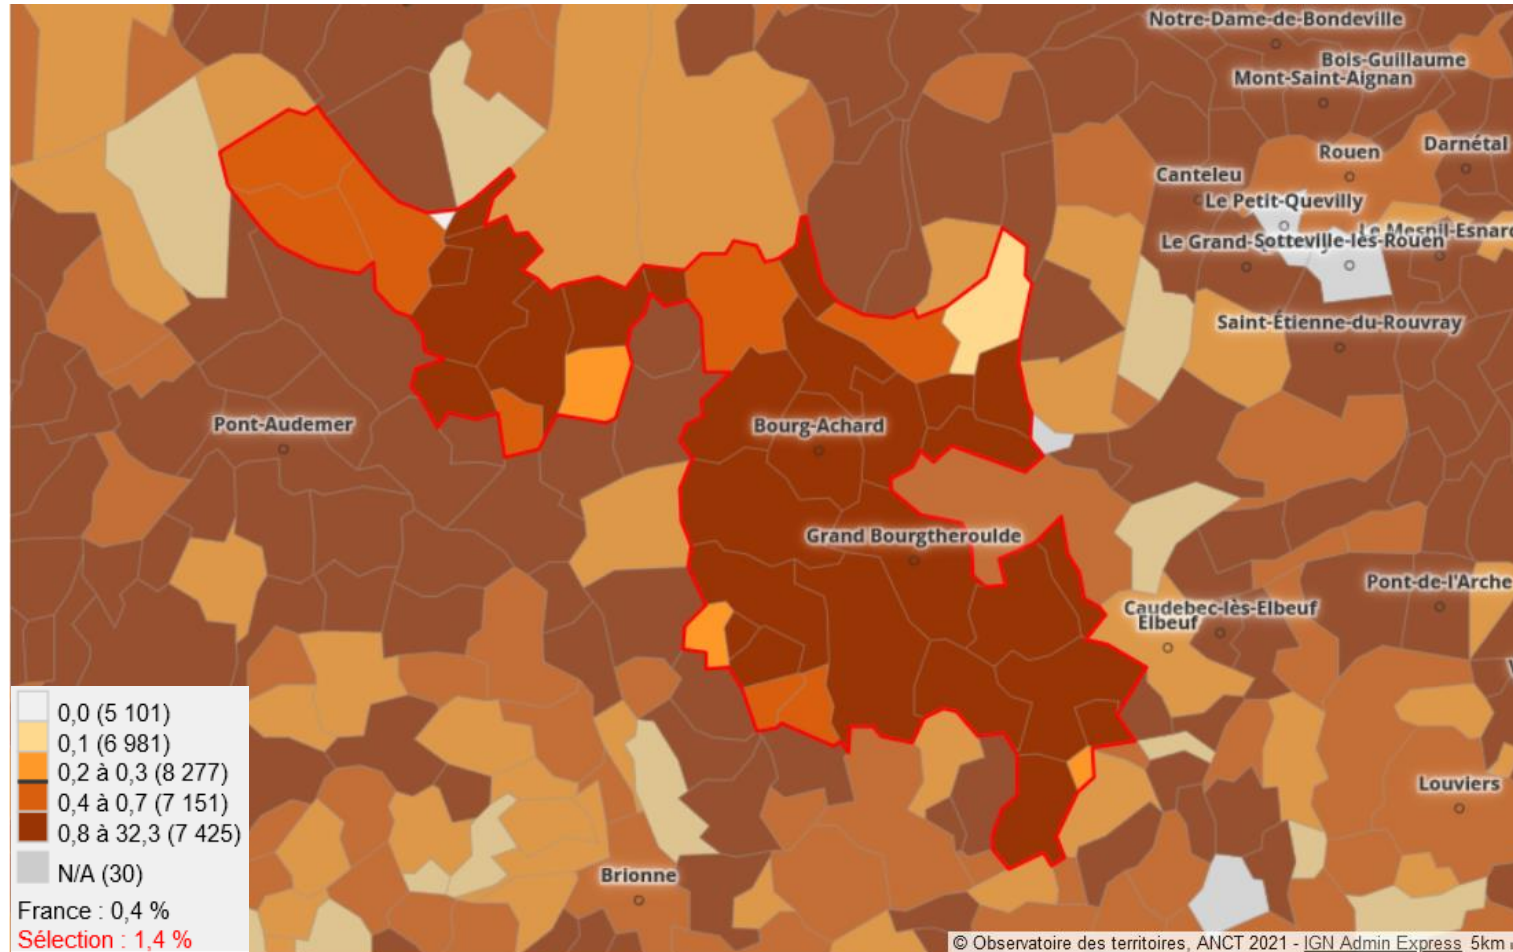 Notre-Dame-de-Bondeville
Bois-Guillaume
Mont-Saint-Aignan
Darnétal
Rouen
Canteleu
Le Petit-Quevilly
Le Mesnil-Esnard
Le Grand-
Sotteville-lès-Rouen
Saint-Étienne-du-Rouvray
Pont-Audemer
Bourg-Achard
Grand Bourgtheroulde
Pont-de-l'Arche
Caudebec-lès-Elbeuf
Elbeuf
Louviers
Brionne
0,0 (5 101)
0,1 (6 981)
0,2 à 0,3 (8 277)
0,4 à 0,7 (7 151)
0,8 à 32,3 (7 425)
N/A (30)
France : 0,4 %
Sélection : 1,4 %
© Observatoire des territoires, ANCT 2021 - IGN Admin Express 5km